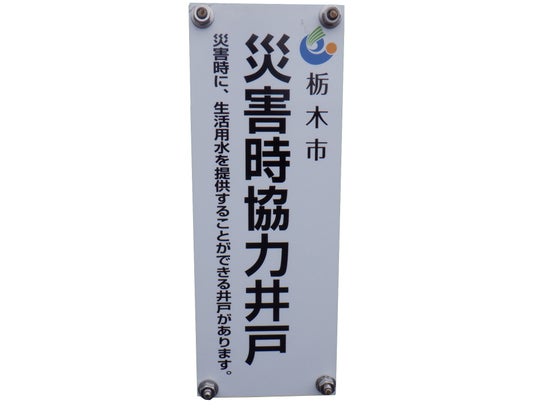 栃木市
災害時協力井戸
災害時に、生活用水を提供することができる井戸があります。